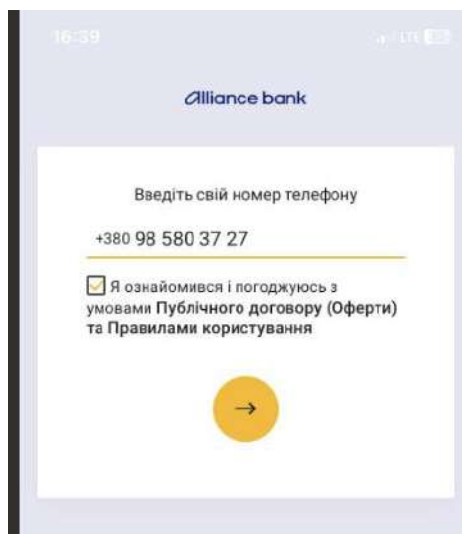 16:39
LTE
Alliance bank
Введіть свій номер телефону
+380 98 580 37 27
Я ознайомився і погоджуюсь з
умовами Публічного договору (Оферти)
та Правилами користування